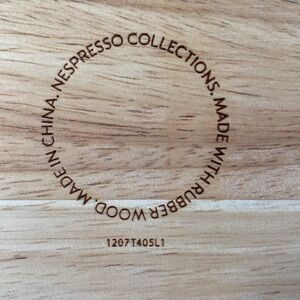 NESPRESSO COLLECTIONS. MADE WITH RUBBER WOOD. MADE IN CHINA.
1207T405L1